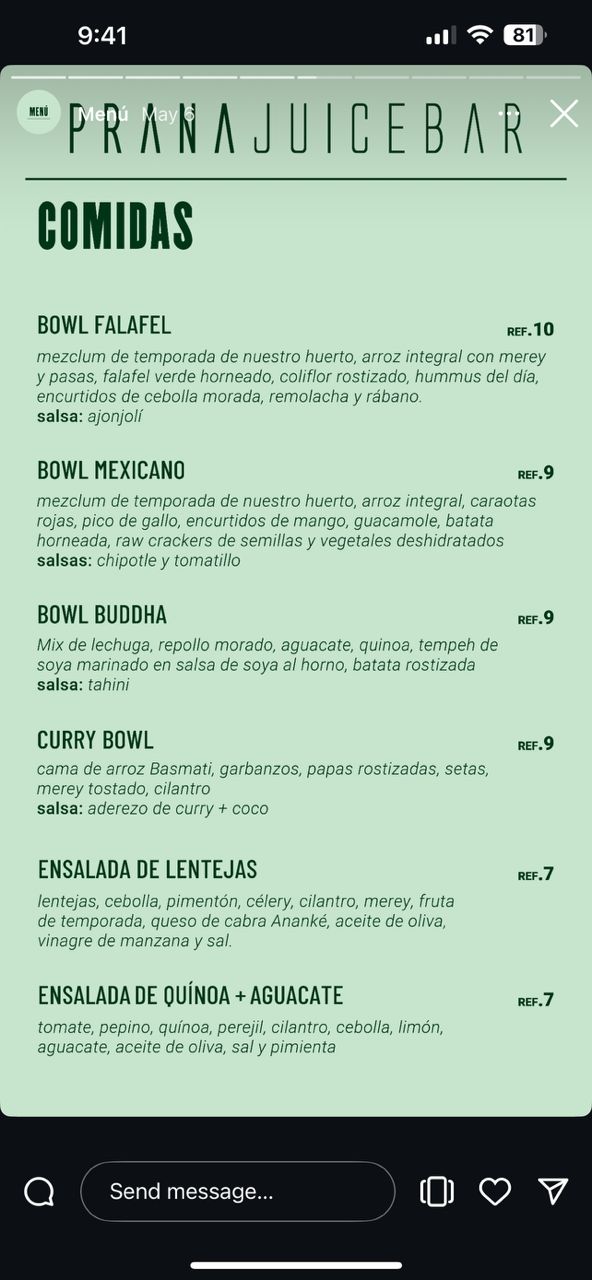 9:41
81
MENÚ
Menú May 6
PRANAJUICEBAR
COMIDAS
BOWL FALAFEL
REF.10
mezclum de temporada de nuestro huerto, arroz integral con merey
y pasas, falafel verde horneado, coliflor rostizado, hummus del día,
encurtidos de cebolla morada, remolacha y rábano.
salsa: ajonjolí
BOWL MEXICANO
REF.9
mezclum de temporada de nuestro huerto, arroz integral, caraotas
rojas, pico de gallo, encurtidos de mango, guacamole, batata
horneada, raw crackers de semillas y vegetales deshidratados
salsas: chipotle y tomatillo
BOWL BUDDHA
REF.9
Mix de lechuga, repollo morado, aguacate, quinoa, tempeh de
soya marinado en salsa de soya al horno, batata rostizada
salsa: tahini
CURRY BOWL
REF.9
cama de arroz Basmati, garbanzos, papas rostizadas, setas,
merey tostado, cilantro
salsa: aderezo de curry + coco
ENSALADA DE LENTEJAS
REF.7
lentejas, cebolla, pimentón, célery, cilantro, merey, fruta
de temporada, queso de cabra Ananké, aceite de oliva,
vinagre de manzana y sal.
ENSALADA DE QUÍNOA + AGUACATE
REF.7
tomate, pepino, quínoa, perejil, cilantro, cebolla, limón,
aguacate, aceite de oliva, sal y pimienta
Send message...